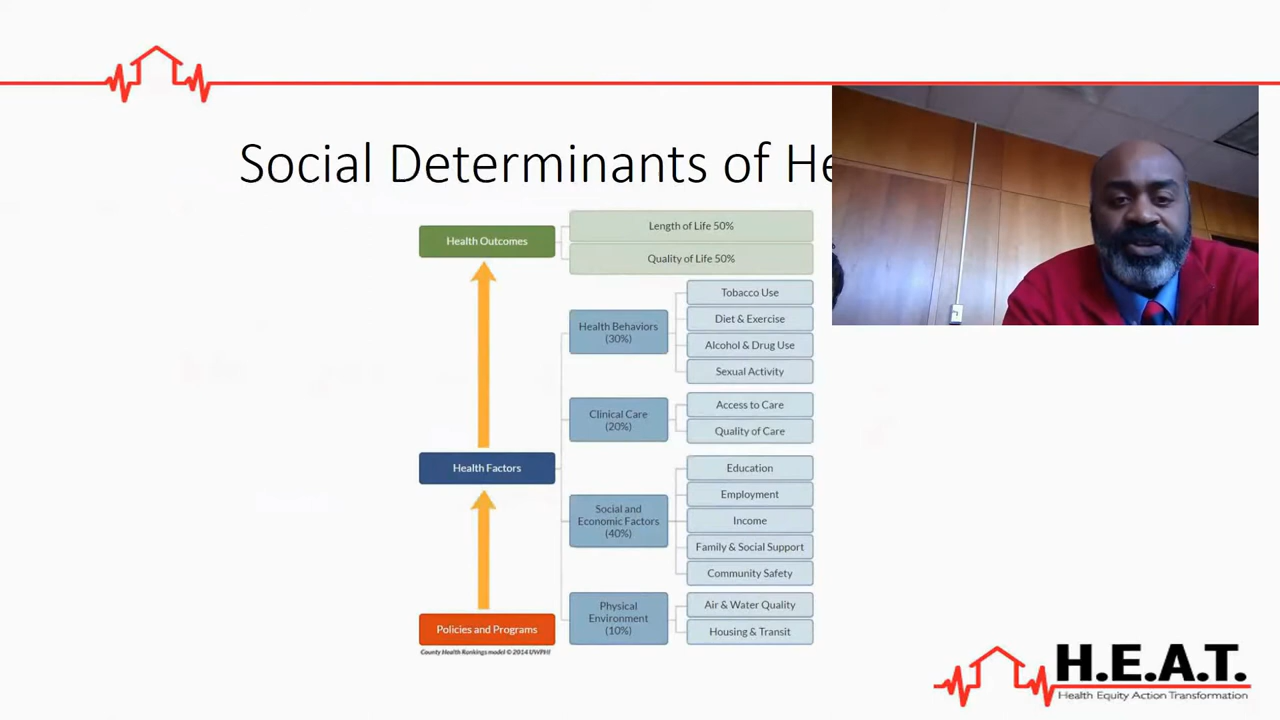 Social Determinants of He
Health Outcomes
Length of Life 50%
Quality of Life 50%
Health Behaviors
(30%)
Tobacco Use
Diet & Exercise
Alcohol & Drug Use
Sexual Activity
Clinical Care
(20%)
Access to Care
Quality of Care
Health Factors
Social and
Economic Factors
(40%)
Education
Employment
Income
Family & Social Support
Community Safety
Physical
Environment
(10%)
Air & Water Quality
Housing & Transit
Policies and Programs
County Health Rankings model © 2014 UWPHI
H.E.A.T.
Health Equity Action Transformation